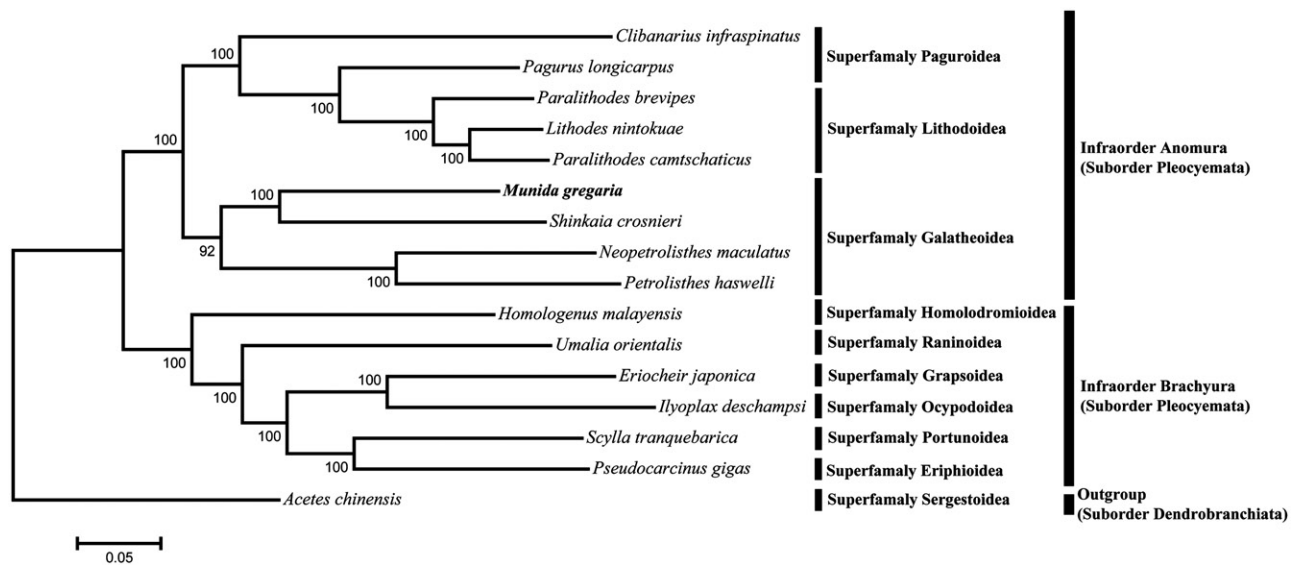 Clibanarius infraspinatus
Pagurus longicarpus
Paralithodes brevipes
Lithodes nintokuae
Paralithodes camtschaticus
Munida gregaria
Shinkaia crosnieri
Neopetrolisthes maculatus
Petrolisthes haswelli
Homologenus malayensis
Umalia orientalis
Eriocheir japonica
Ilyoplax deschampsi
Scylla tranquebarica
Pseudocarcinus gigas
Acetes chinensis
100
100
100
100
100
100
92
100
100
100
100
100
100
0.05
Superfamaly Paguroidea
Superfamaly Lithodoidea
Superfamaly Galatheoidea
Superfamaly Homolodromioidea
Superfamaly Raninoidea
Superfamaly Grapsoidea
Superfamaly Ocypodoidea
Superfamaly Portunoidea
Superfamaly Eriphioidea
Superfamaly Sergestoidea
Infraorder Anomura
(Suborder Pleocyemata)
Infraorder Brachyura
(Suborder Pleocyemata)
Outgroup
(Suborder Dendrobranchiata)